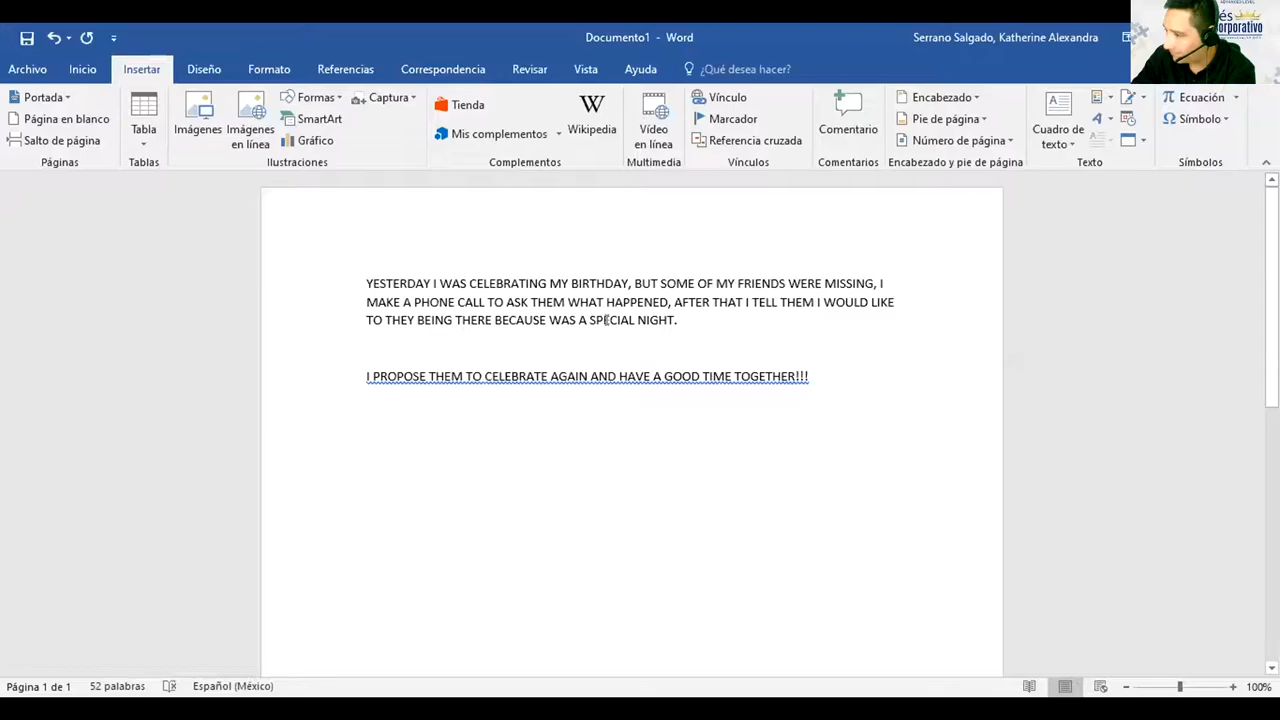 ADVANCED LEVEL
és
Corporativo
Documento1 - Word
Serrano Salgado, Katherine Alexandra
Archivo Inicio Insertar Diseño Formato Referencias Correspondencia Revisar Vista Ayuda ¿Qué desea hacer?
Portada
Página en blanco
Salto de página
Páginas
Tabla
Tablas
Imágenes
Imágenes en línea
Formas
SmartArt
Gráfico
Captura
Ilustraciones
Tienda
Mis complementos
W
Wikipedia
Complementos
Vídeo en línea
Multimedia
Vínculo
Marcador
Referencia cruzada
Vínculos
Comentario
Comentarios
Encabezado
Pie de página
Número de página
Encabezado y pie de página
Cuadro de texto
Texto
π Ecuación
Ω Símbolo
Símbolos
YESTERDAY I WAS CELEBRATING MY BIRTHDAY, BUT SOME OF MY FRIENDS WERE MISSING, I
MAKE A PHONE CALL TO ASK THEM WHAT HAPPENED, AFTER THAT I TELL THEM I WOULD LIKE
TO THEY BEING THERE BECAUSE WAS A SPECIAL NIGHT.
I PROPOSE THEM TO CELEBRATE AGAIN AND HAVE A GOOD TIME TOGETHER!!!
Página 1 de 1 52 palabras Español (México) 100%